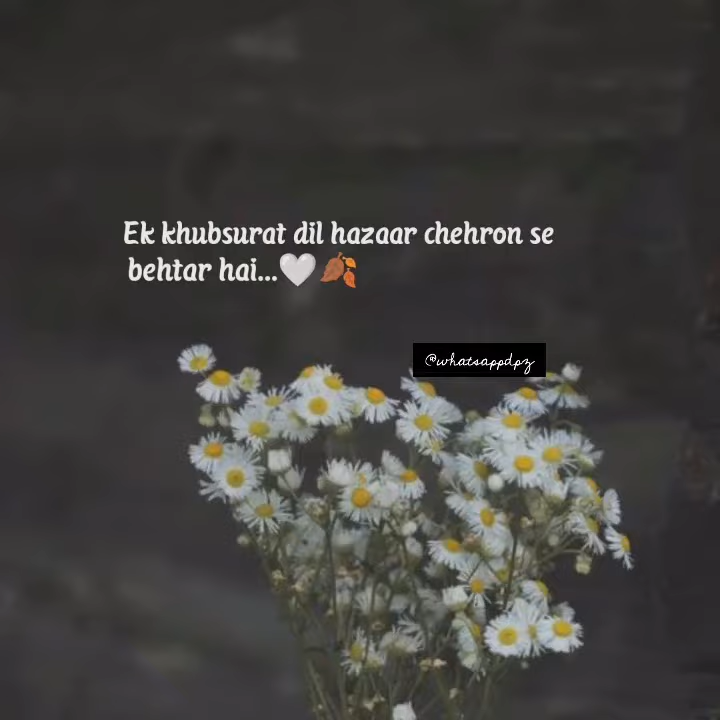 Ek khubsurat dil hazaar chehron se
behtar hai...🤍🍂
@whatsappdpz